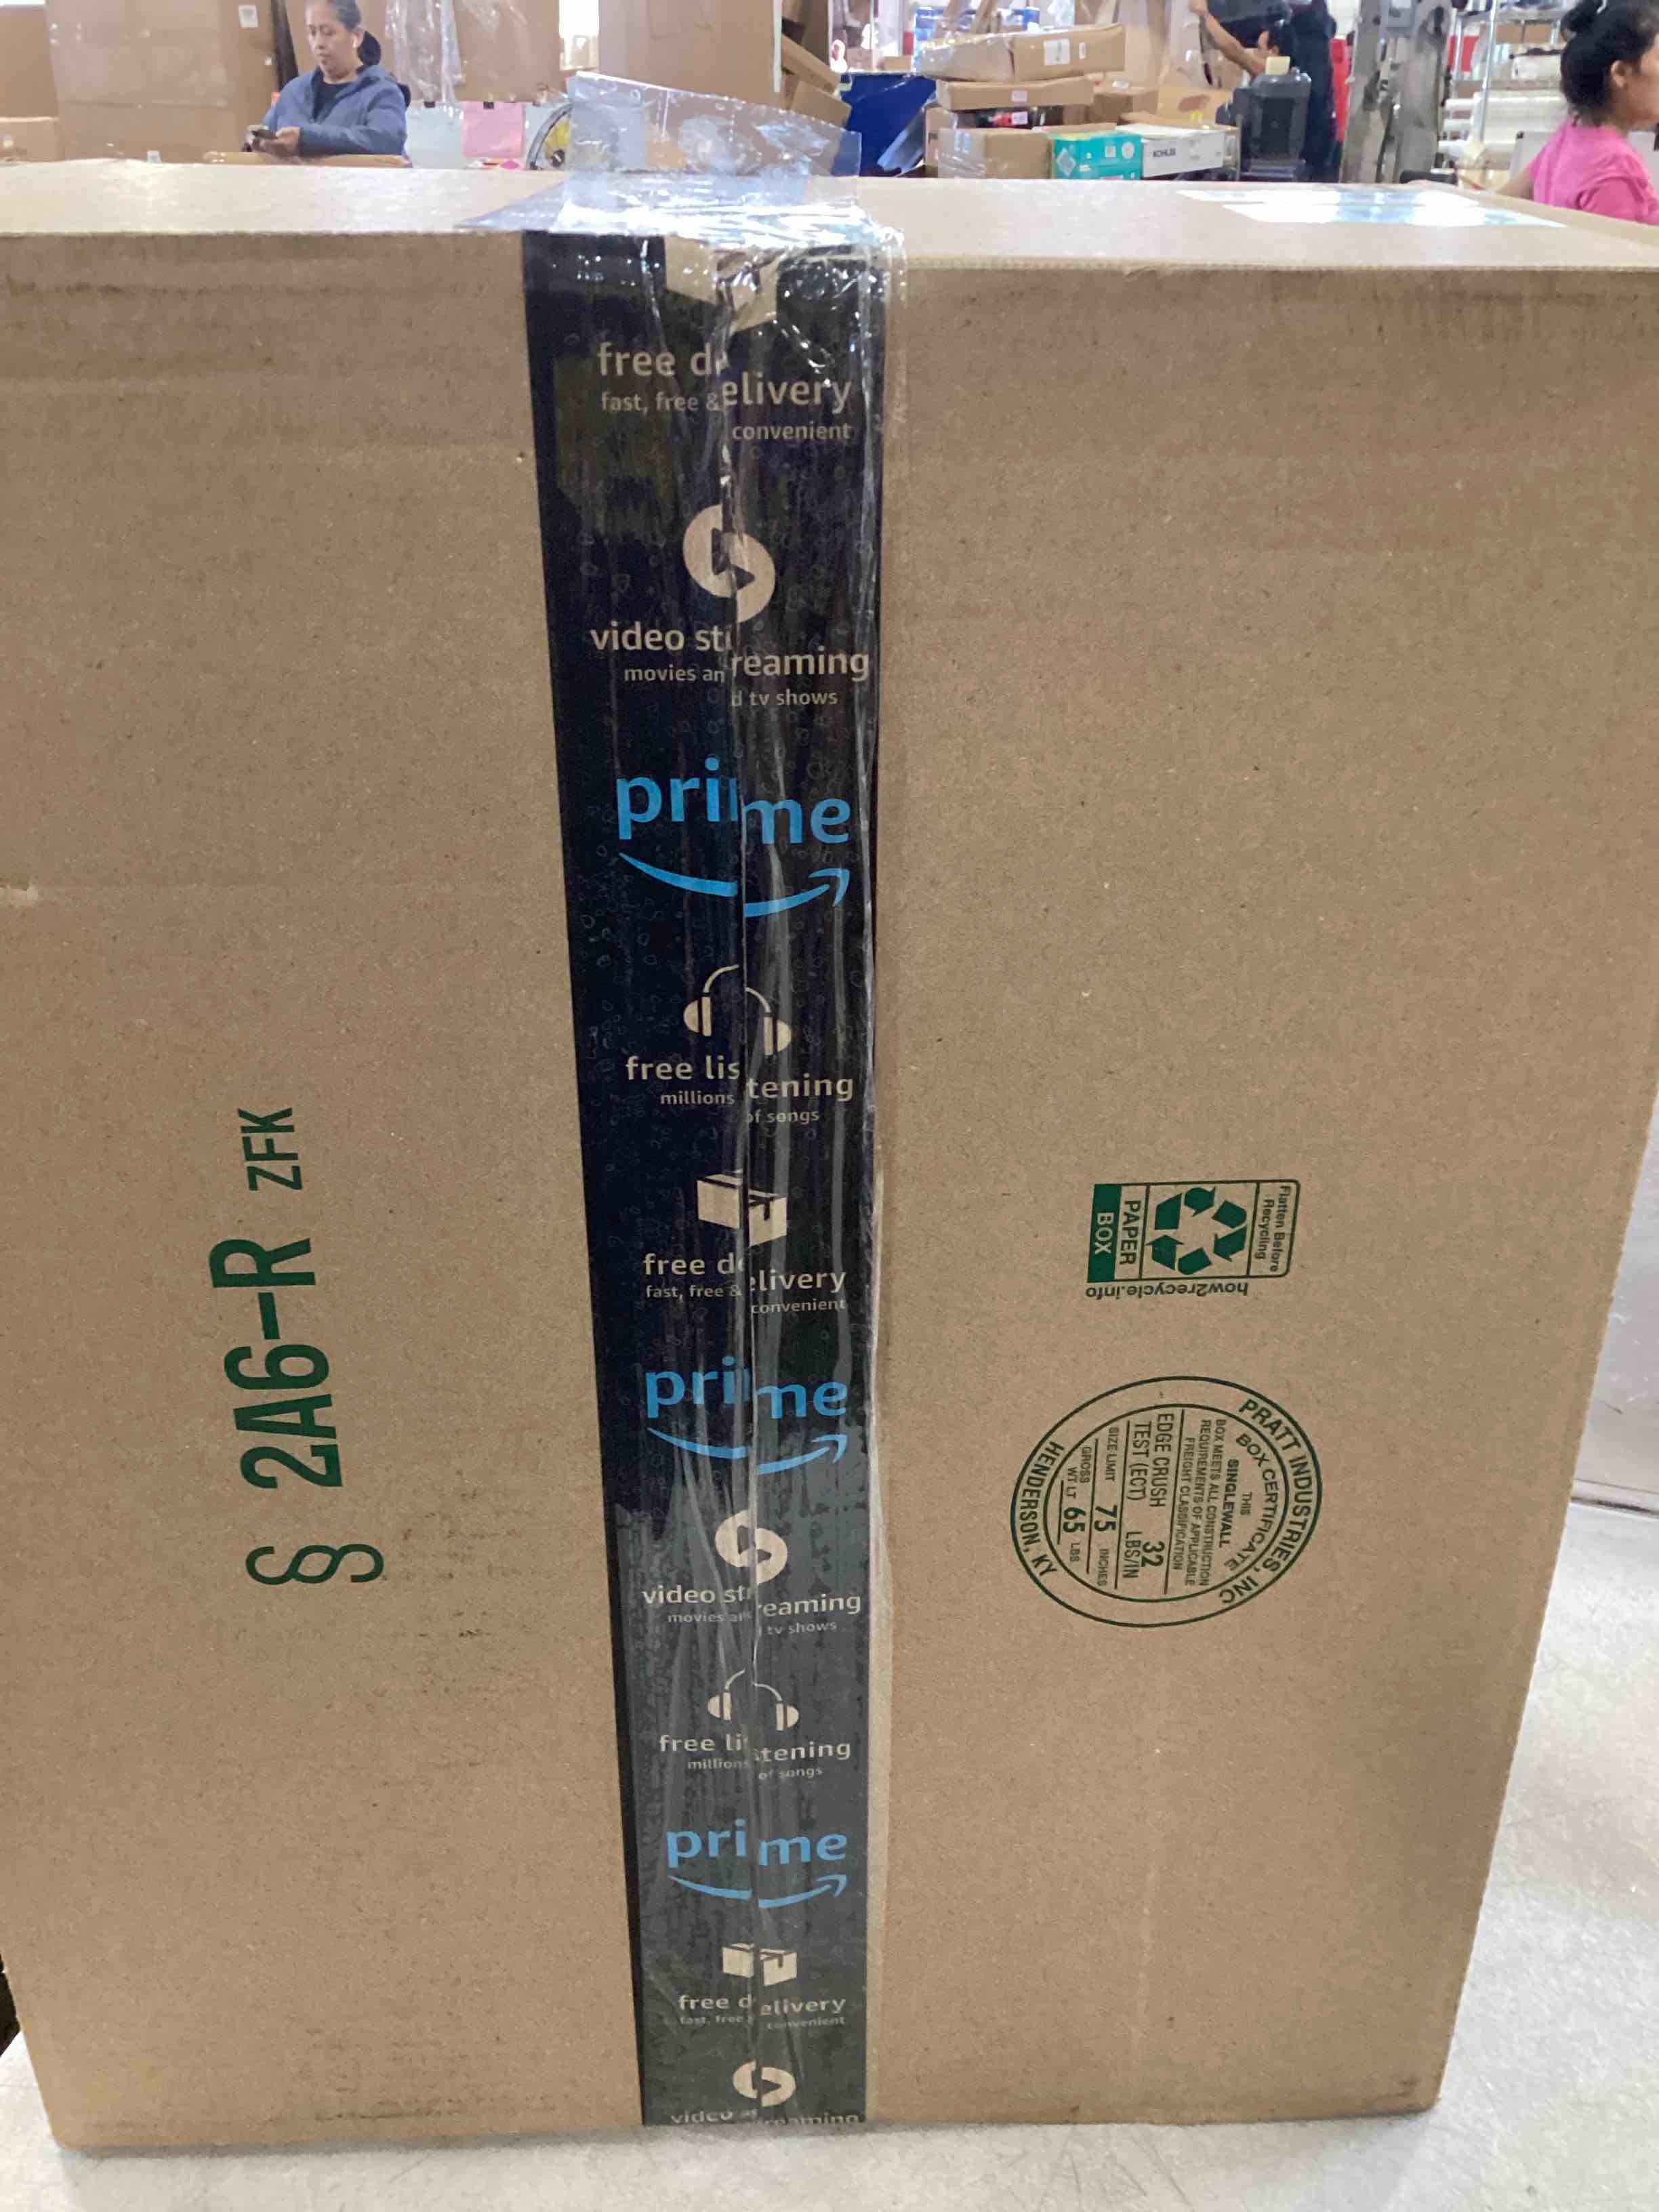 KOHLER
free delivery
fast, free & convenient
video streaming
movies and tv shows
prime
free listening
millions of songs
free delivery
fast, free & convenient
prime
video streaming
movies and tv shows
free listening
millions of songs
prime
free delivery
fast, free & convenient
video streaming
§ 2A6-R ZFK
Flatten Before
Recycling
PAPER
BOX
how2recycle.info
PRATT INDUSTRIES, INC
BOX CERTIFICATE
THIS
SINGLEWALL
BOX MEETS ALL CONSTRUCTION
REQUIREMENTS OF APPLICABLE
FREIGHT CLASSIFICATION
EDGE CRUSH
TEST (ECT) 32 LBS/IN
SIZE LIMIT 75 INCHES
GROSS WT LT 65 LBS
HENDERSON, KY